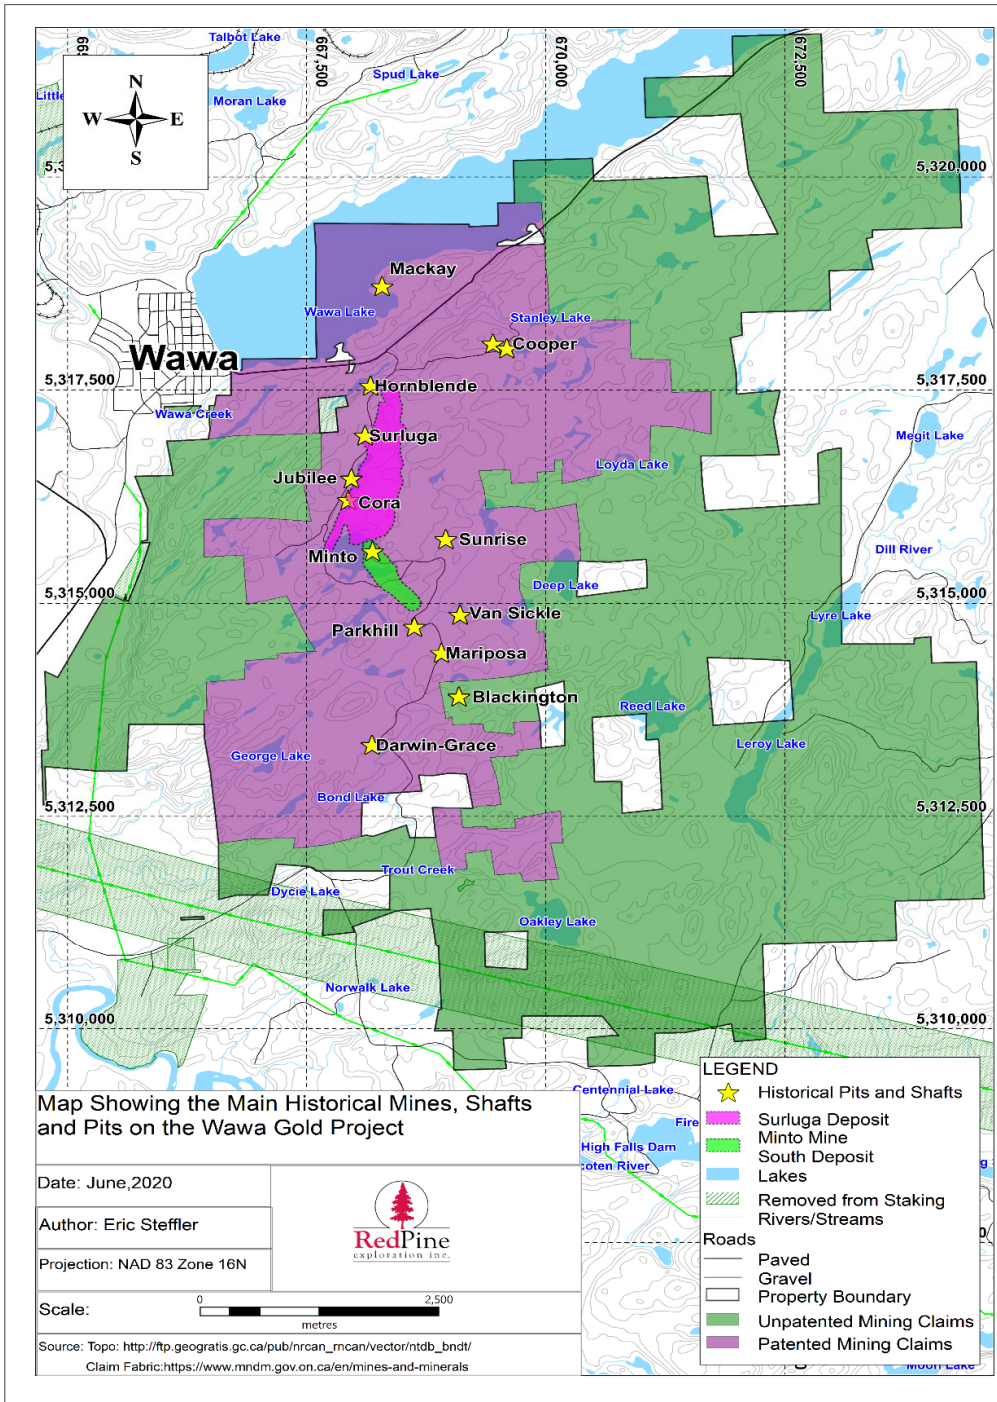 Talbot Lake
667,500
670,000
672,500
Spud Lake
Little
Moran Lake
N
W E
S
5,320,000
Mackay
Wawa Lake
Stanley Lake
Cooper
Wawa
5,317,500
5,317,500
Hornblende
Wawa Creek
Surluga
Megit Lake
Loyda Lake
Jubilee
Cora
Sunrise
Minto
Dill River
Deep Lake
5,315,000
5,315,000
Van Sickle
Lyre Lake
Parkhill
Mariposa
Blackington
Reed Lake
Darwin-Grace
Leroy Lake
George Lake
Bond Lake
5,312,500
5,312,500
Trout Creek
Dycie Lake
Oakley Lake
Norwalk Lake
5,310,000
5,310,000
Centennial Lake
Fire
High Falls Dam
coten River
Moon Lake
LEGEND
Historical Pits and Shafts
Surluga Deposit
Minto Mine
South Deposit
Lakes
Removed from Staking
Rivers/Streams
Roads
Paved
Gravel
Property Boundary
Unpatented Mining Claims
Patented Mining Claims
Map Showing the Main Historical Mines, Shafts
and Pits on the Wawa Gold Project
Date: June,2020
Author: Eric Steffler
Projection: NAD 83 Zone 16N
RedPine
exploration inc.
Scale:
0 2,500
metres
Source: Topo: http://ftp.geogratis.gc.ca/pub/nrcan_rncan/vector/ntdb_bndt/
Claim Fabric:https://www.mndm.gov.on.ca/en/mines-and-minerals